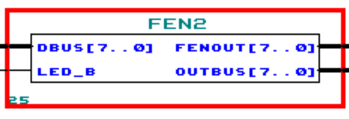 FEN2
DBUS[7..0] FENOUT[7..0]
LED_B OUTBUS[7..0]
25